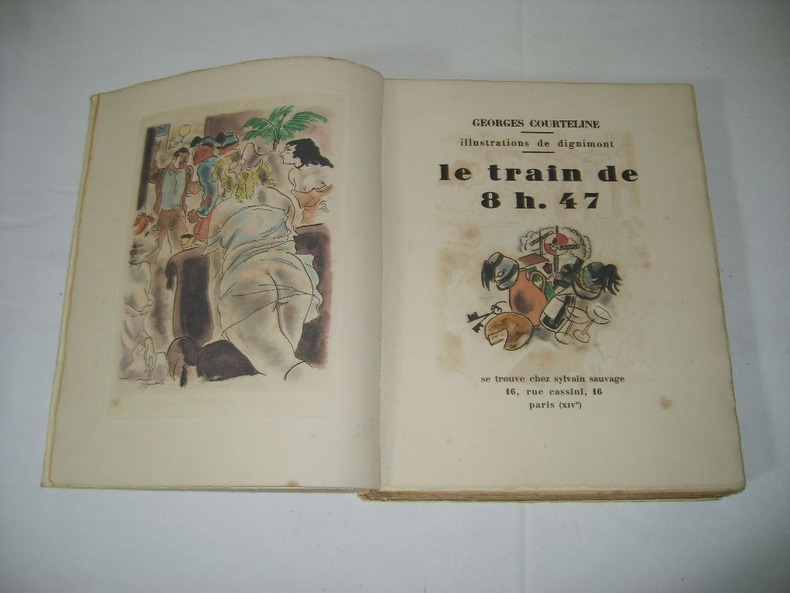 GEORGES COURTELINE
illustrations de dignimont
le train de
8 h. 47
se trouve chez sylvain sauvage
16, rue cassini, 16
paris (XIVᵉ)